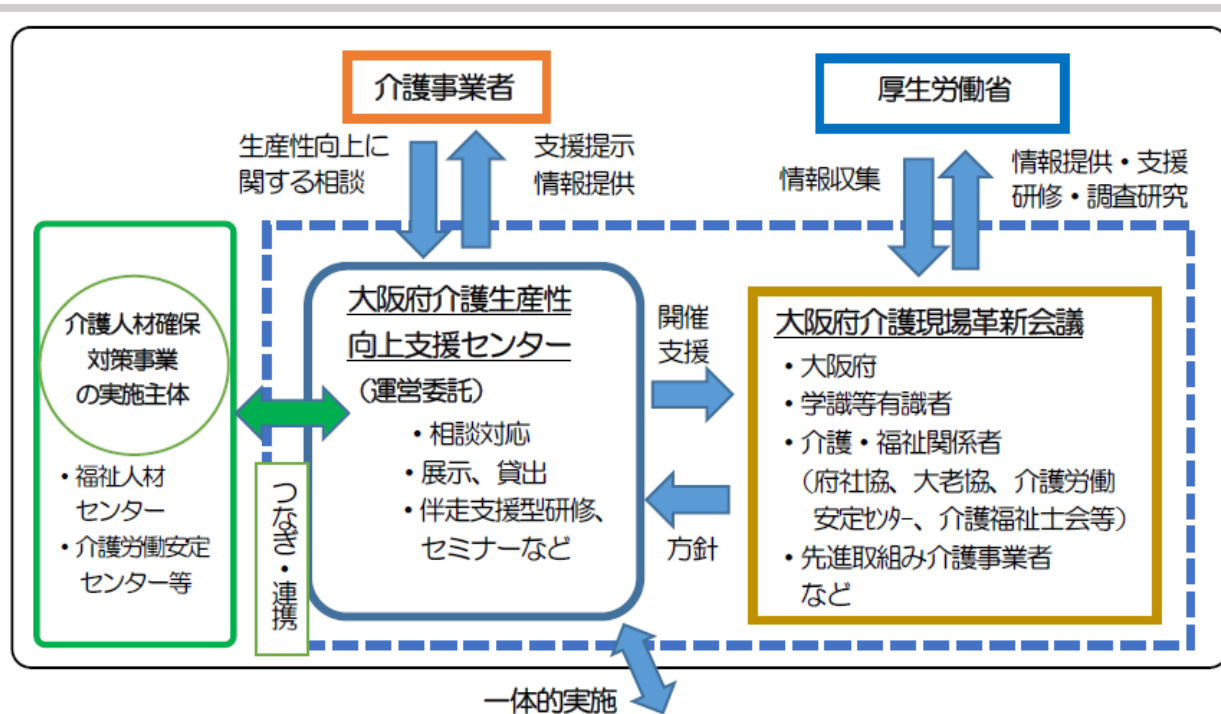 介護事業者
厚生労働省
生産性向上に
関する相談
支援提示
情報提供
情報収集
情報提供・支援
研修・調査研究
介護人材確保
対策事業
の実施主体
・福祉人材
センター
・介護労働安定
センター等
つなぎ・連携
大阪府介護生産性
向上支援センター
(運営委託)
・相談対応
・展示、貸出
・伴走支援型研修、
セミナーなど
開催
支援
方針
大阪府介護現場革新会議
・大阪府
・学識等有識者
・介護・福祉関係者
(府社協、大老協、介護労働
安定ｾﾝﾀｰ、介護福祉士会等)
・先進取組み介護事業者
など
一体的実施